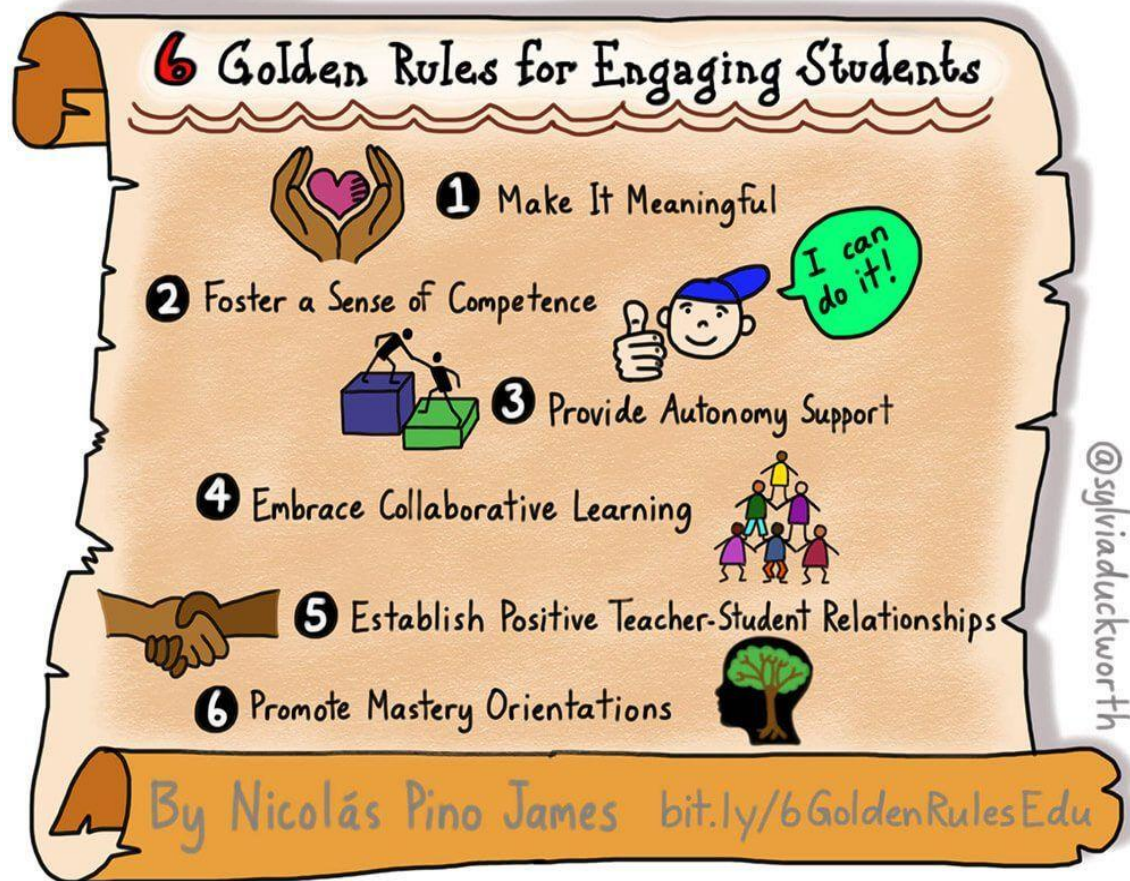 6 Golden Rules for Engaging Students
1 Make It Meaningful
I can
do it!
2 Foster a Sense of Competence
3 Provide Autonomy Support
4 Embrace Collaborative Learning
5 Establish Positive Teacher-Student Relationships
6 Promote Mastery Orientations
By Nicolás Pino James bit.ly/6GoldenRulesEdu
@sylviaduckworth